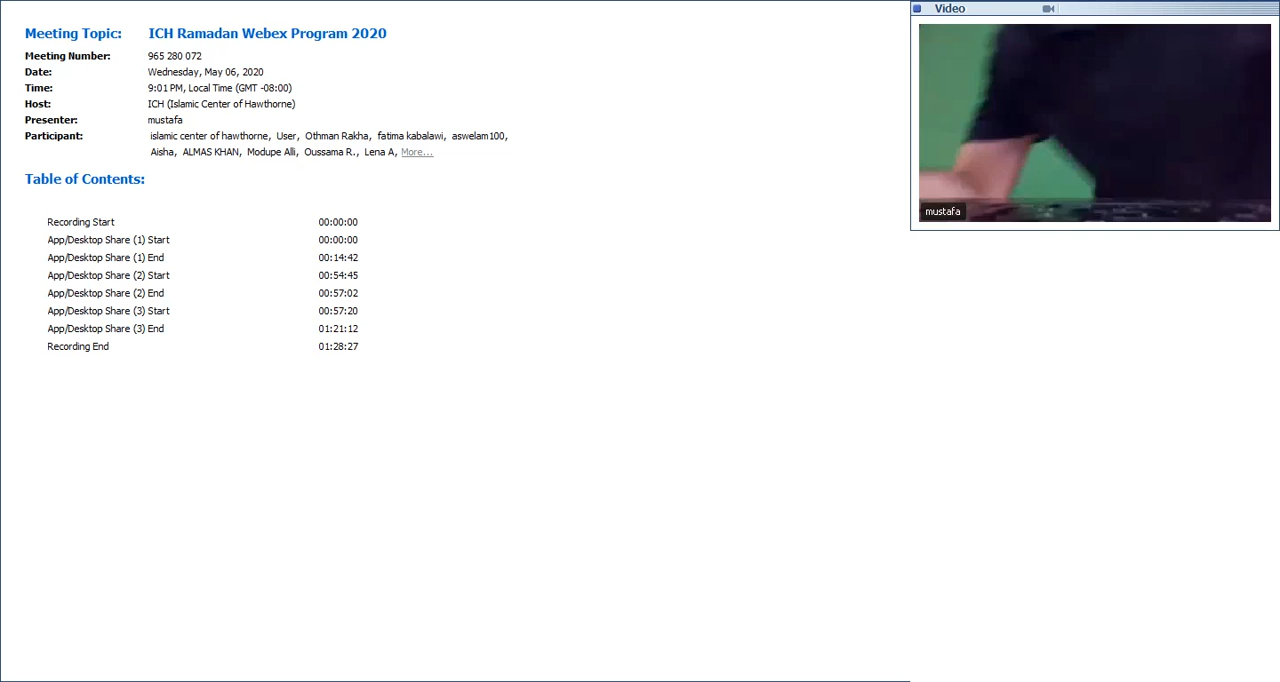 Meeting Topic: ICH Ramadan Webex Program 2020
Meeting Number: 965 280 072
Date: Wednesday, May 06, 2020
Time: 9:01 PM, Local Time (GMT -08:00)
Host: ICH (Islamic Center of Hawthorne)
Presenter: mustafa
Participant: islamic center of hawthorne, User, Othman Rakha, fatima kabalawi, aswelam100,
Aisha, ALMAS KHAN, Modupe Alli, Oussama R., Lena A, More...
Table of Contents:
Recording Start 00:00:00
App/Desktop Share (1) Start 00:00:00
App/Desktop Share (1) End 00:14:42
App/Desktop Share (2) Start 00:54:45
App/Desktop Share (2) End 00:57:02
App/Desktop Share (3) Start 00:57:20
App/Desktop Share (3) End 01:21:12
Recording End 01:28:27
Video
mustafa